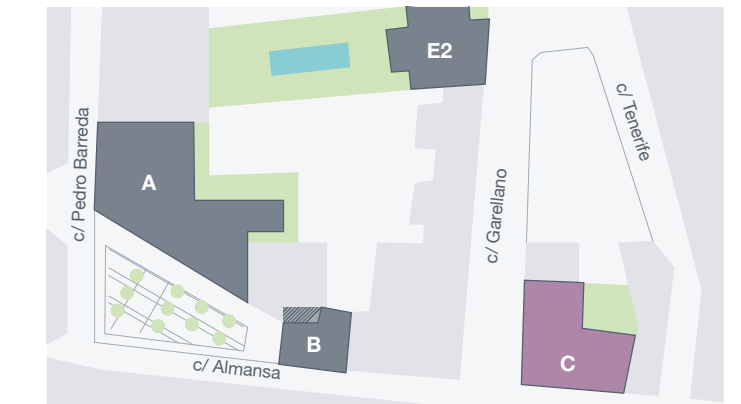 E2
c/ Tenerife
c/ Pedro Barreda
A
c/ Garellano
B
c/ Almansa
C